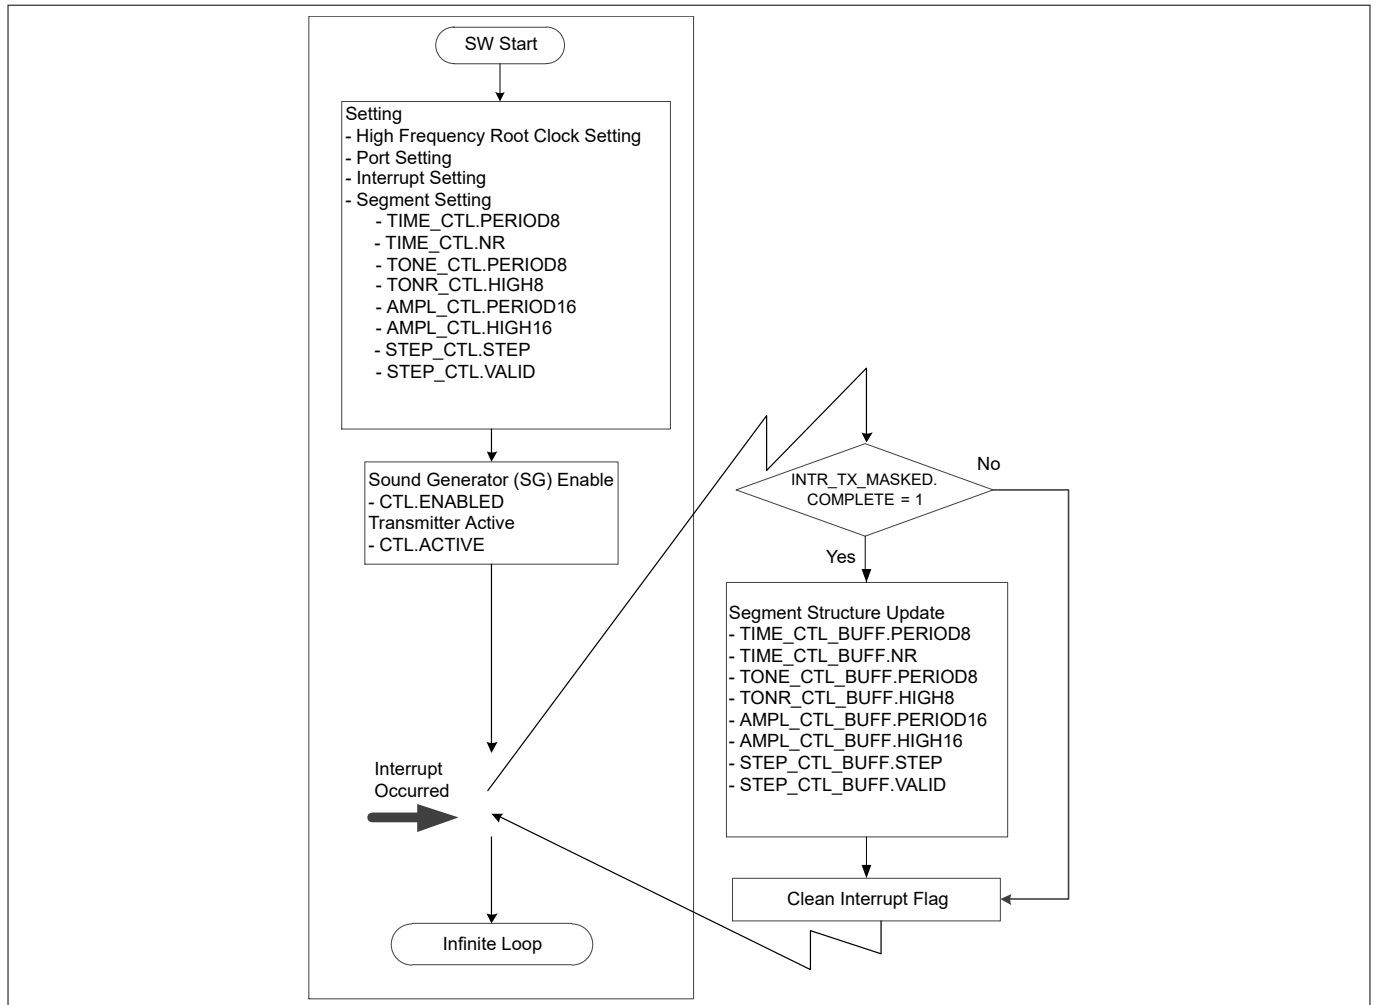 SW Start
Setting
- High Frequency Root Clock Setting
- Port Setting
- Interrupt Setting
- Segment Setting
- TIME_CTL.PERIOD8
- TIME_CTL.NR
- TONE_CTL.PERIOD8
- TONR_CTL.HIGH8
- AMPL_CTL.PERIOD16
- AMPL_CTL.HIGH16
- STEP_CTL.STEP
- STEP_CTL.VALID
Sound Generator (SG) Enable
- CTL.ENABLED
Transmitter Active
- CTL.ACTIVE
Interrupt
Occurred
Infinite Loop
INTR_TX_MASKED.
COMPLETE = 1
No
Yes
Segment Structure Update
- TIME_CTL_BUFF.PERIOD8
- TIME_CTL_BUFF.NR
- TONE_CTL_BUFF.PERIOD8
- TONR_CTL_BUFF.HIGH8
- AMPL_CTL_BUFF.PERIOD16
- AMPL_CTL_BUFF.HIGH16
- STEP_CTL_BUFF.STEP
- STEP_CTL_BUFF.VALID
Clean Interrupt Flag